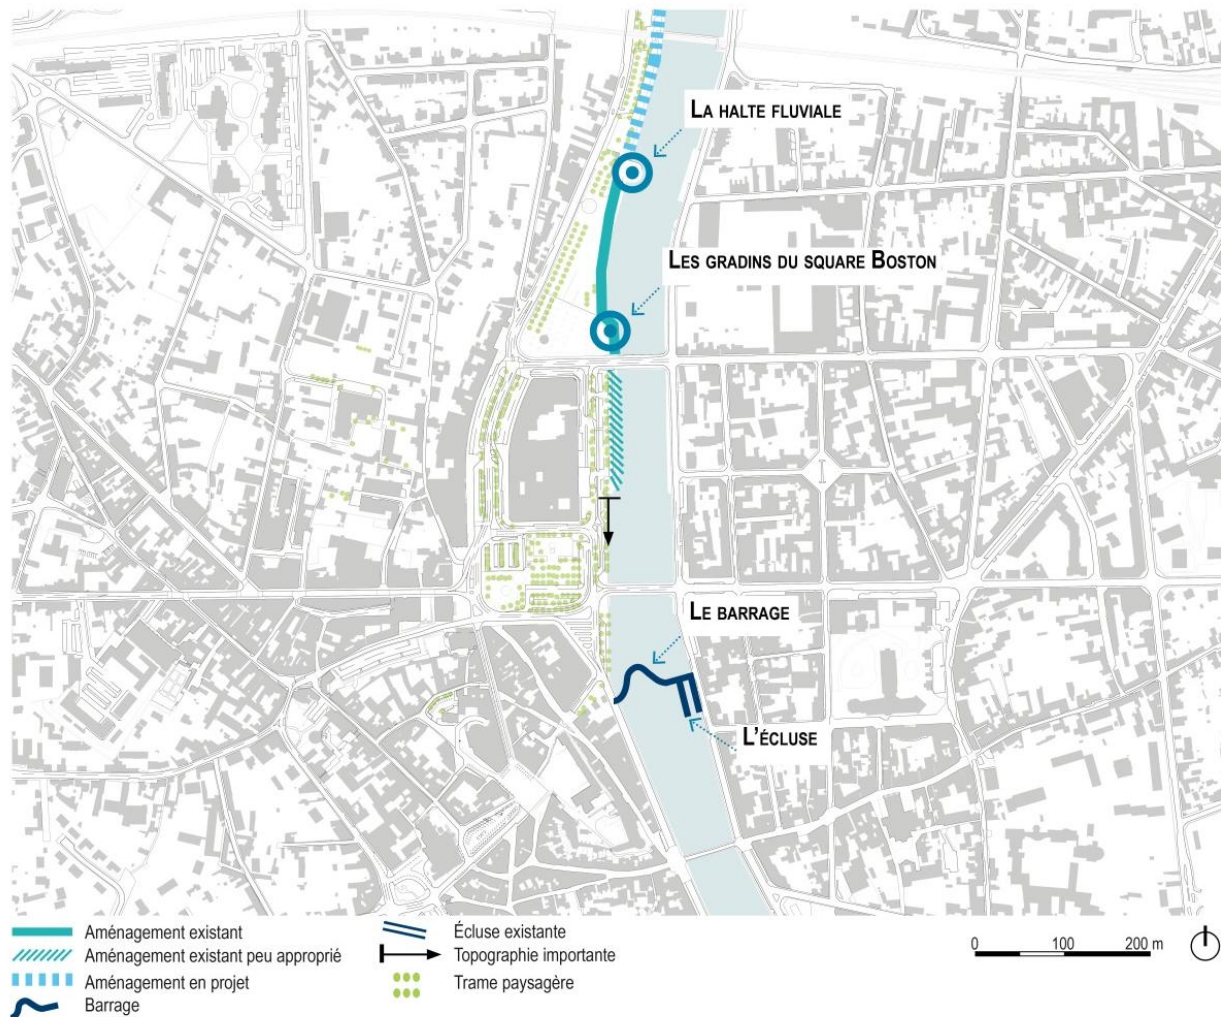 LA HALTE FLUVIALE
LES GRADINS DU SQUARE BOSTON
LE BARRAGE
L'ÉCLUSE
Aménagement existant
Aménagement existant peu approprié
Aménagement en projet
Barrage
Écluse existante
Topographie importante
Trame paysagère
0 100 200 m